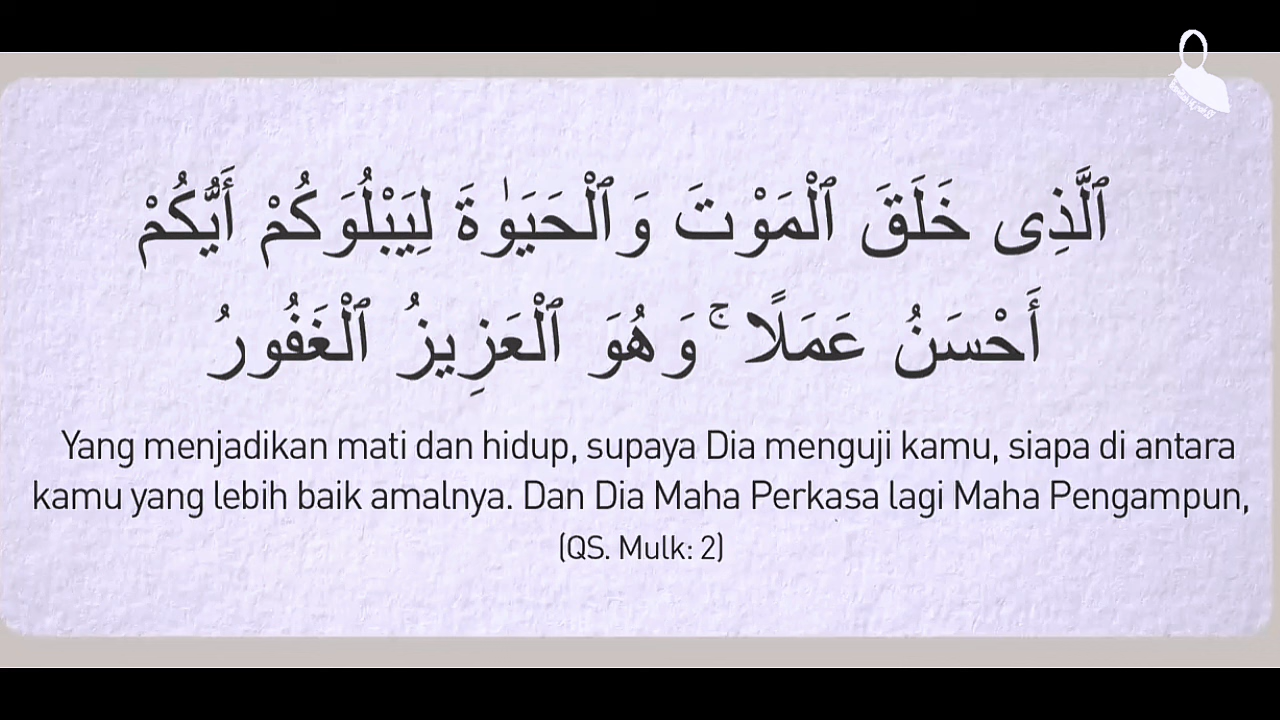 ٱلَّذِى خَلَقَ ٱلْمَوْتَ وَٱلْحَيَوٰةَ لِيَبْلُوَكُمْ أَيُّكُمْ
أَحْسَنُ عَمَلًا ۚ وَهُوَ ٱلْعَزِيزُ ٱلْغَفُورُ
Yang menjadikan mati dan hidup, supaya Dia menguji kamu, siapa di antara
kamu yang lebih baik amalnya. Dan Dia Maha Perkasa lagi Maha Pengampun,
(QS. Mulk: 2)